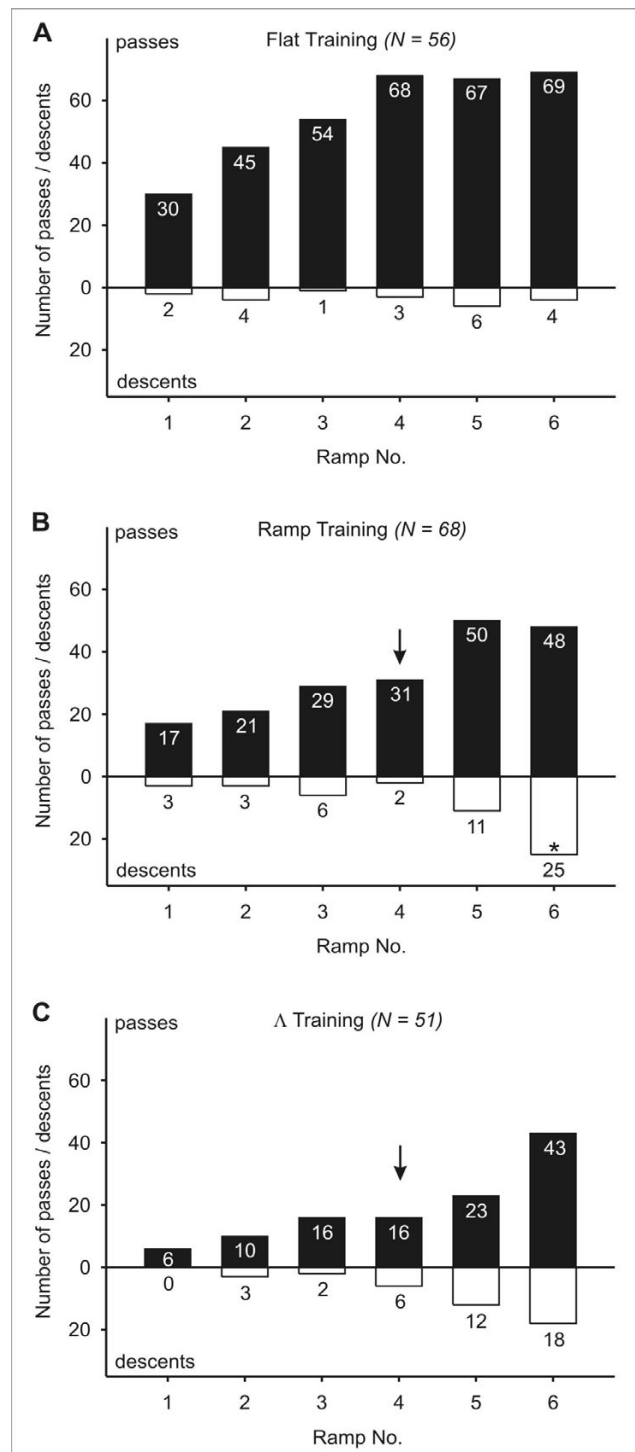 A
passes
Flat Training (N = 56)
Number of passes / descents
60
40
20
0
20
30
45
54
68
67
69
2
4
1
3
6
4
descents
1 2 3 4 5 6
Ramp No.
B
passes
Ramp Training (N = 68)
Number of passes / descents
60
40
20
0
20
17
21
29
31
50
48
3
3
6
2
11
*
25
descents
1 2 3 4 5 6
Ramp No.
C
passes
Λ Training (N = 51)
Number of passes / descents
60
40
20
0
20
6
10
16
16
23
43
0
3
2
6
12
18
descents
1 2 3 4 5 6
Ramp No.